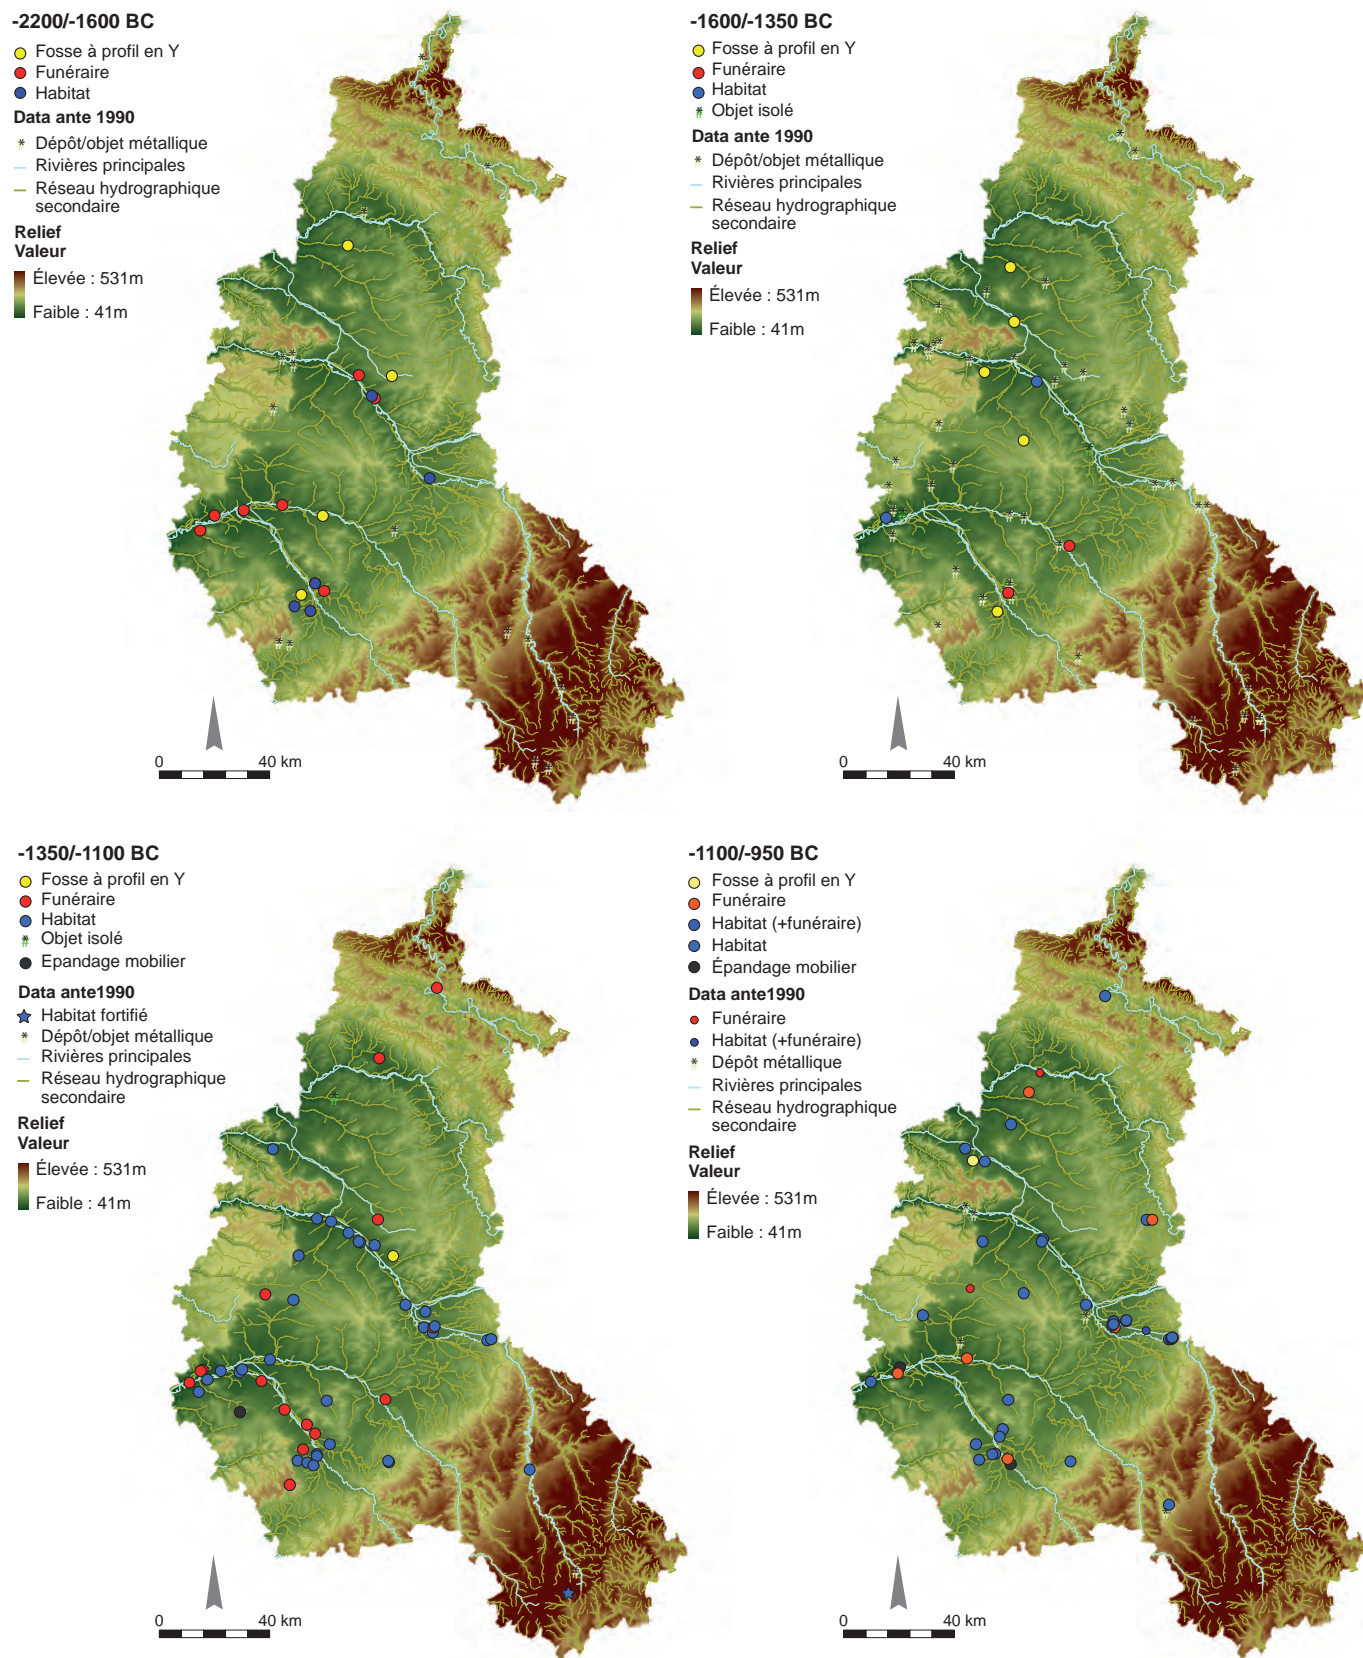 -2200/-1600 BC
Fosse à profil en Y
Funéraire
Habitat
Data ante 1990
Dépôt/objet métallique
Rivières principales
Réseau hydrographique
secondaire
Relief
Valeur
Élevée : 531m
Faible : 41m
0 40 km
-1600/-1350 BC
Fosse à profil en Y
Funéraire
Habitat
Objet isolé
Data ante 1990
Dépôt/objet métallique
Rivières principales
Réseau hydrographique
secondaire
Relief
Valeur
Élevée : 531m
Faible : 41m
0 40 km
-1350/-1100 BC
Fosse à profil en Y
Funéraire
Habitat
Objet isolé
Epandage mobilier
Data ante1990
Habitat fortifié
Dépôt/objet métallique
Rivières principales
Réseau hydrographique
secondaire
Relief
Valeur
Élevée : 531m
Faible : 41m
0 40 km
-1100/-950 BC
Fosse à profil en Y
Funéraire
Habitat (+funéraire)
Habitat
Épandage mobilier
Data ante1990
Funéraire
Habitat (+funéraire)
Dépôt métallique
Rivières principales
Réseau hydrographique
secondaire
Relief
Valeur
Élevée : 531m
Faible : 41m
0 40 km